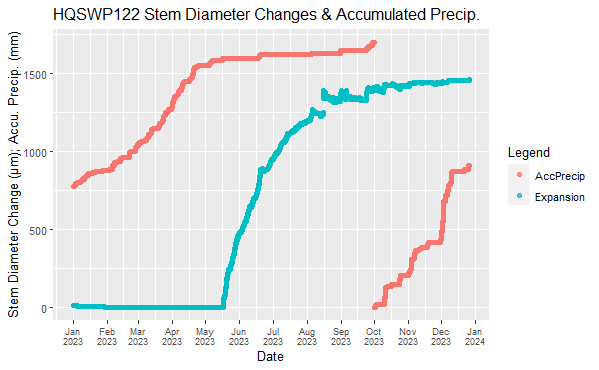 HQSWP122 Stem Diameter Changes & Accumulated Precip.
Stem Diameter Change (µm); Accu. Precip. (mm)
1500
1000
500
0
Jan 2023
Feb 2023
Mar 2023
Apr 2023
May 2023
Jun 2023
Jul 2023
Aug 2023
Sep 2023
Oct 2023
Nov 2023
Dec 2023
Jan 2024
Date
Legend
AccPrecip
Expansion